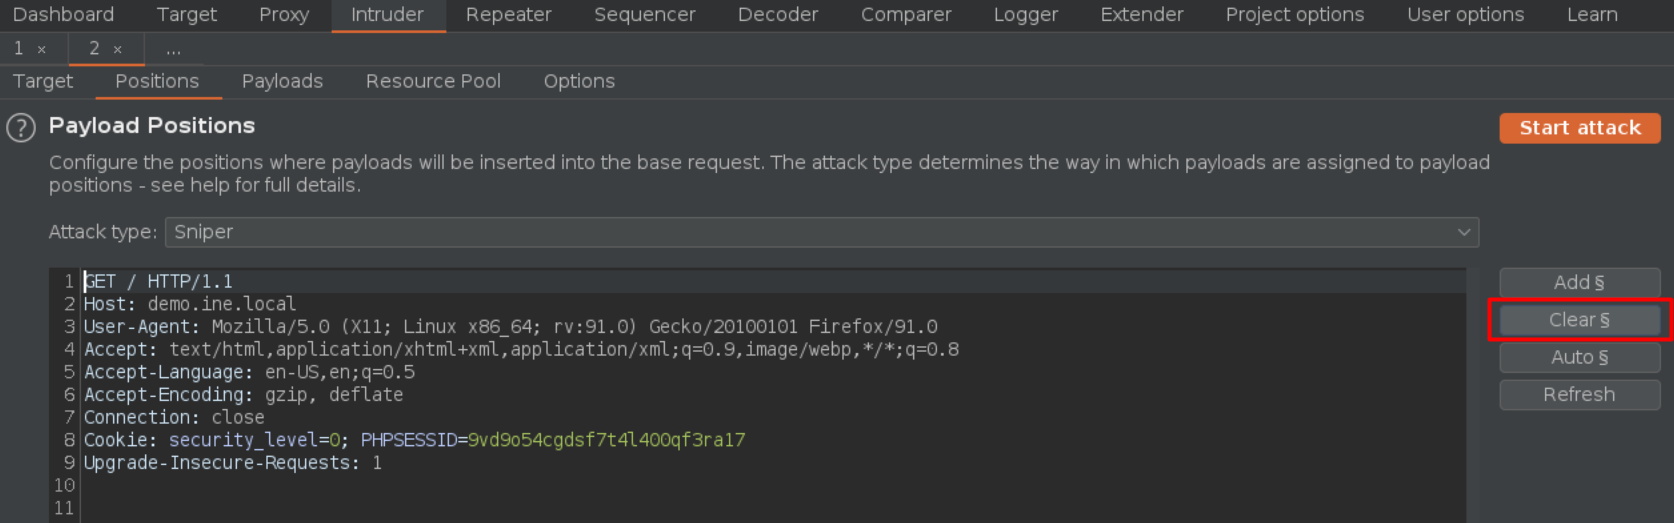 Dashboard Target Proxy Intruder Repeater Sequencer Decoder Comparer Logger Extender Project options User options Learn
1 × 2 × ...
Target Positions Payloads Resource Pool Options
? Payload Positions
Start attack
Configure the positions where payloads will be inserted into the base request. The attack type determines the way in which payloads are assigned to payload
positions - see help for full details.
Attack type: Sniper
1 GET / HTTP/1.1
2 Host: demo.ine.local
3 User-Agent: Mozilla/5.0 (X11; Linux x86_64; rv:91.0) Gecko/20100101 Firefox/91.0
4 Accept: text/html,application/xhtml+xml,application/xml;q=0.9,image/webp,*/*;q=0.8
5 Accept-Language: en-US,en;q=0.5
6 Accept-Encoding: gzip, deflate
7 Connection: close
8 Cookie: security_level=0; PHPSESSID=9vd9o54cgdsf7t4l400qf3ra17
9 Upgrade-Insecure-Requests: 1
10
11
Add §
Clear §
Auto §
Refresh